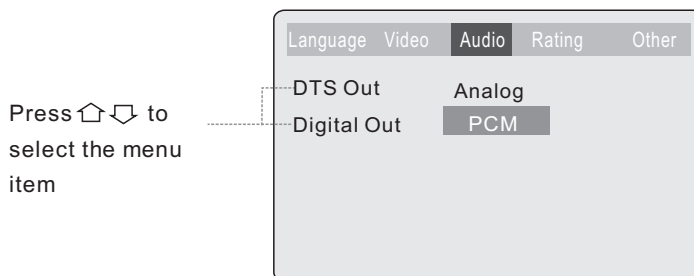 Language Video Audio Rating Other
DTS Out Analog
Digital Out PCM
Press to
select the menu
item